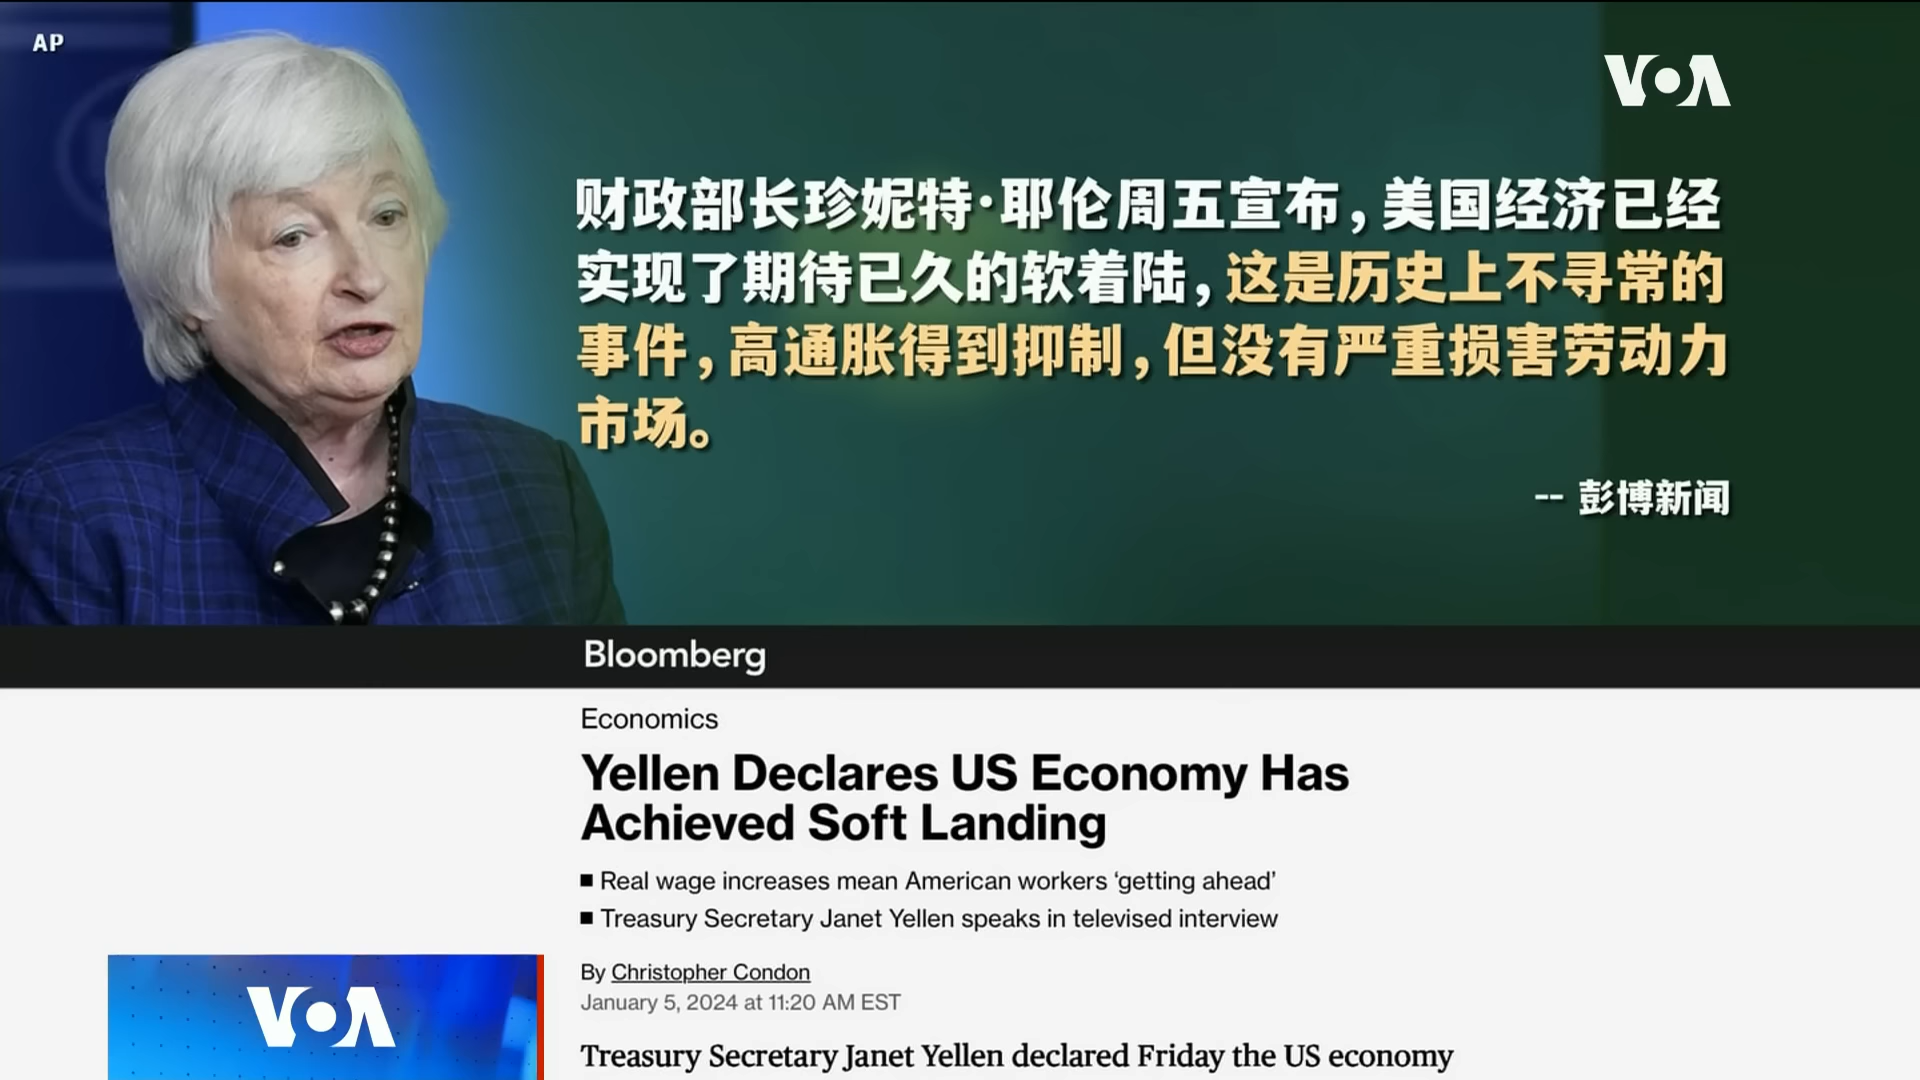 AP
VOA
财政部长珍妮特·耶伦周五宣布，美国经济已经
实现了期待已久的软着陆，这是历史上不寻常的
事件，高通胀得到抑制，但没有严重损害劳动力
市场。
-- 彭博新闻
Bloomberg
Economics
Yellen Declares US Economy Has
Achieved Soft Landing
■ Real wage increases mean American workers ‘getting ahead’
■ Treasury Secretary Janet Yellen speaks in televised interview
By Christopher Condon
January 5, 2024 at 11:20 AM EST
Treasury Secretary Janet Yellen declared Friday the US economy
VOA